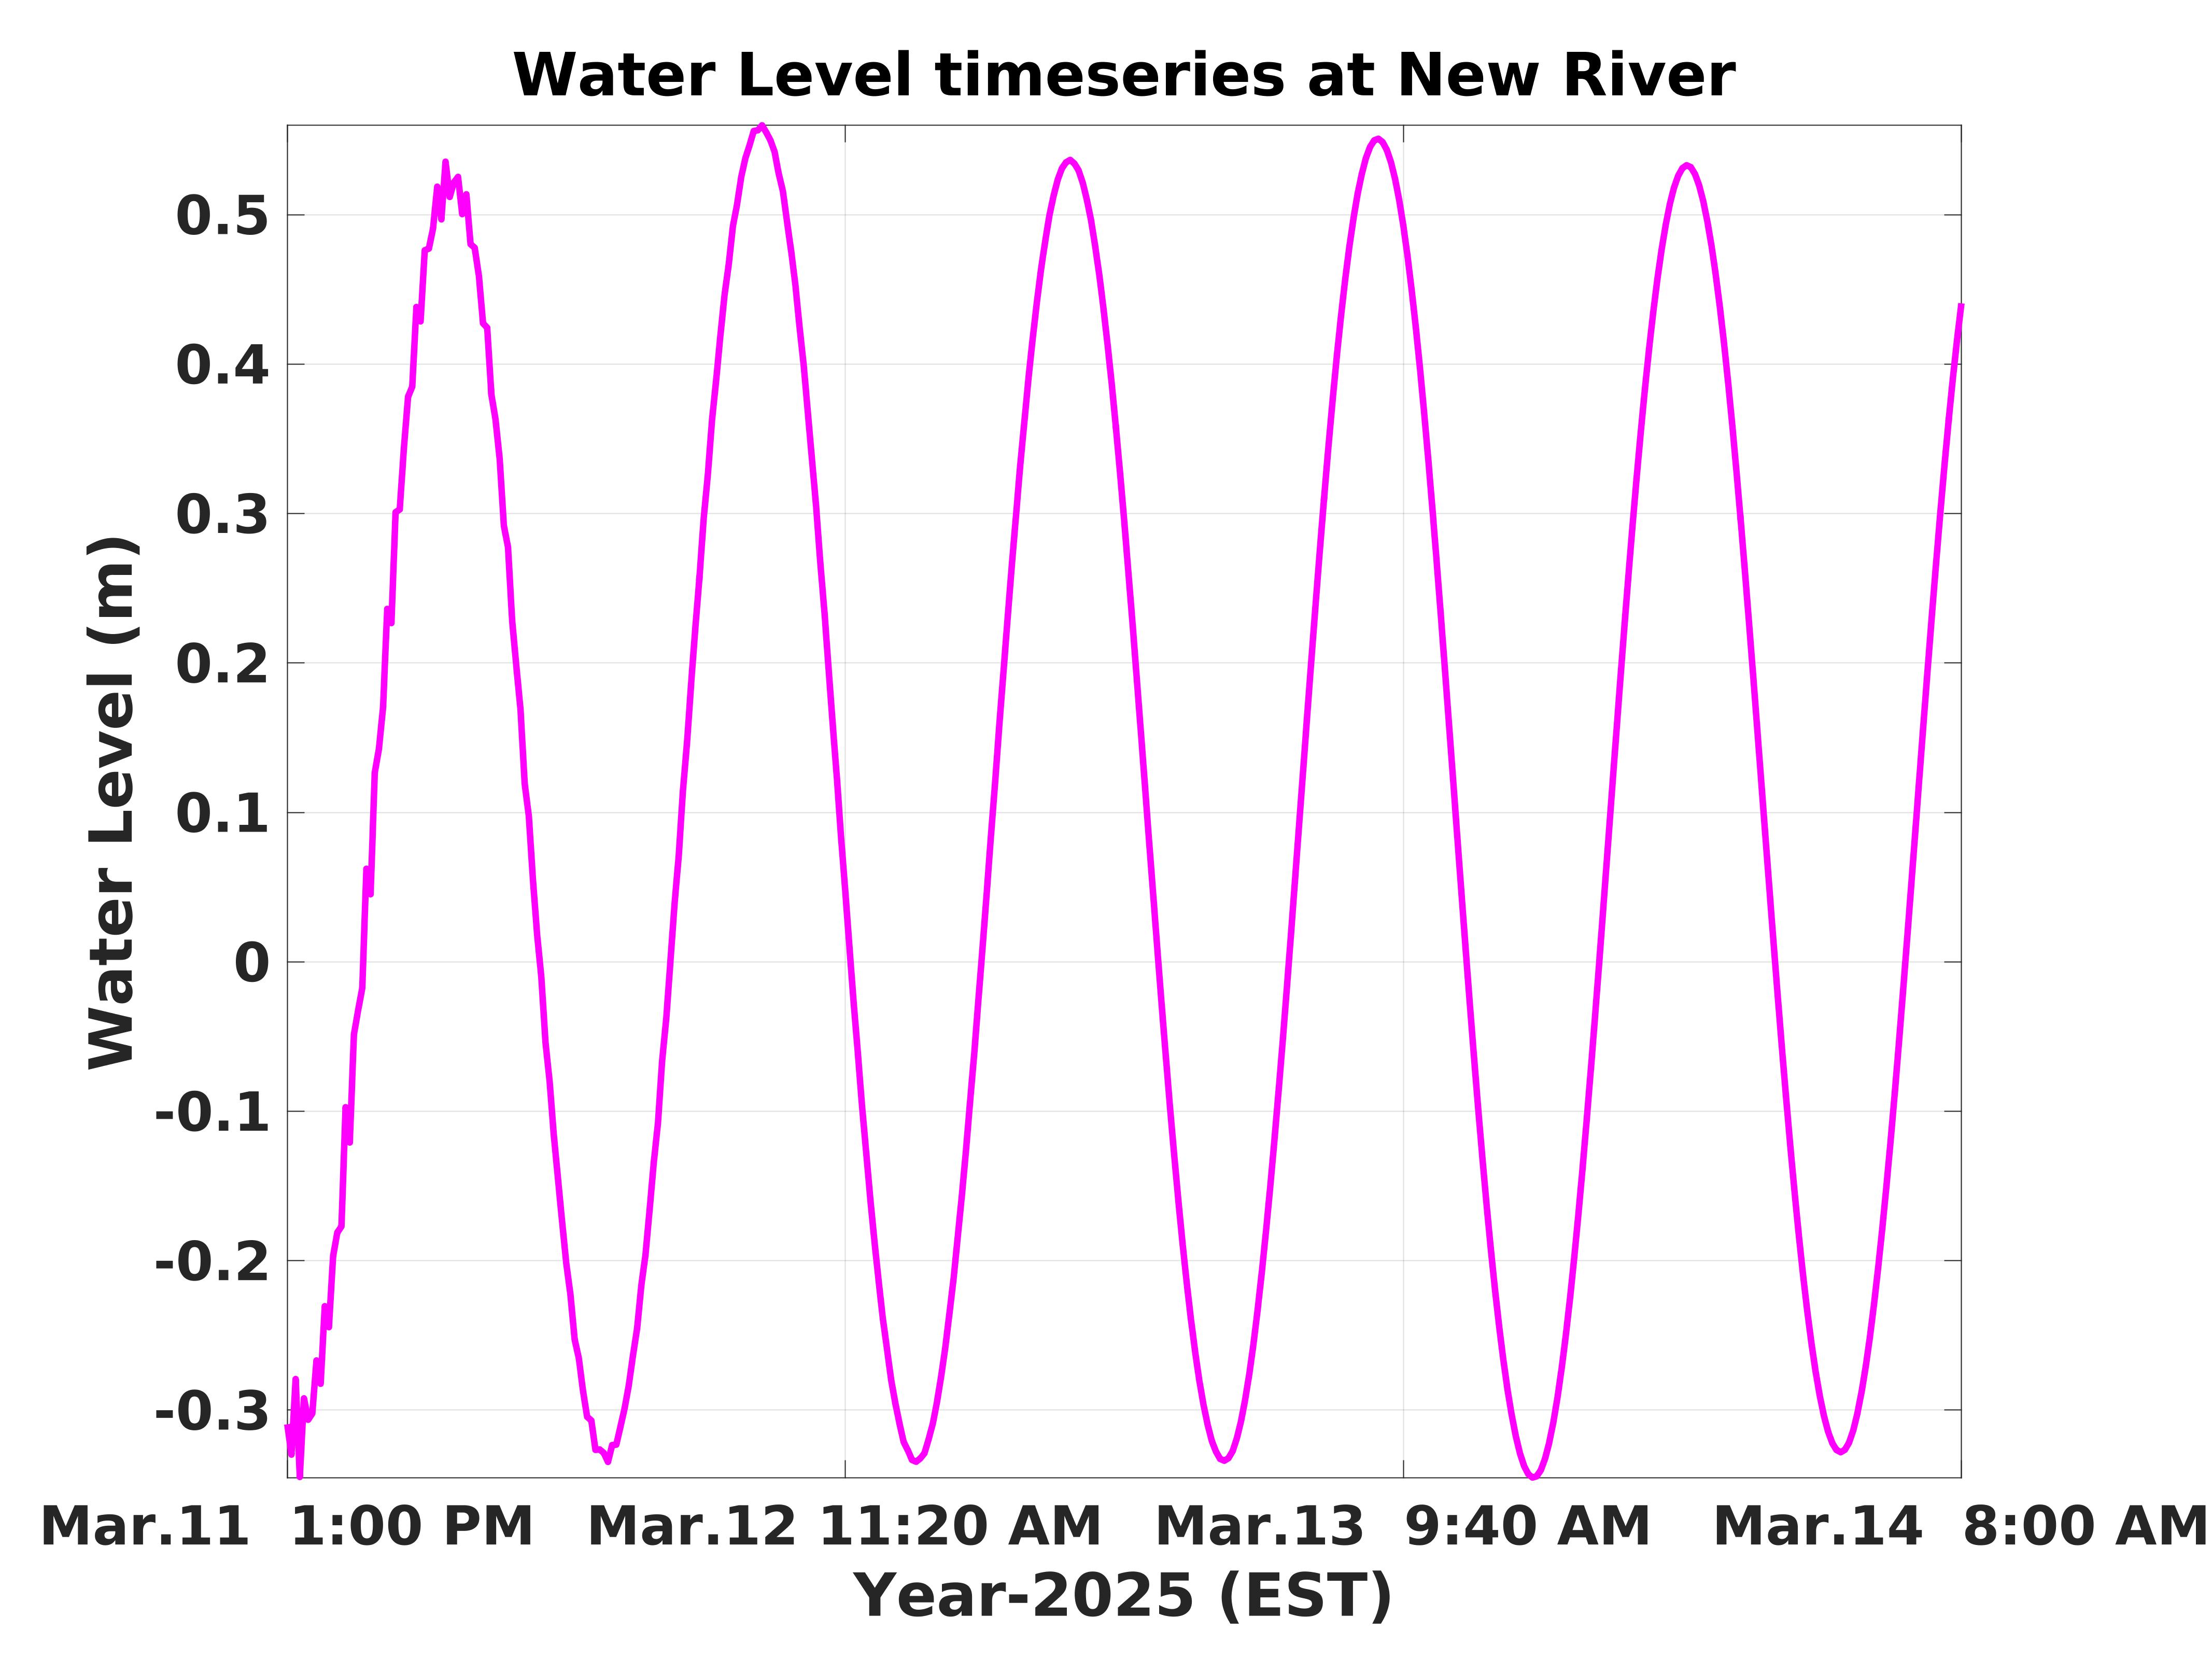 Water Level timeseries at New River
Water Level (m)
0.5
0.4
0.3
0.2
0.1
0
-0.1
-0.2
-0.3
Mar.11 1:00 PM Mar.12 11:20 AM Mar.13 9:40 AM Mar.14 8:00 AM
Year-2025 (EST)